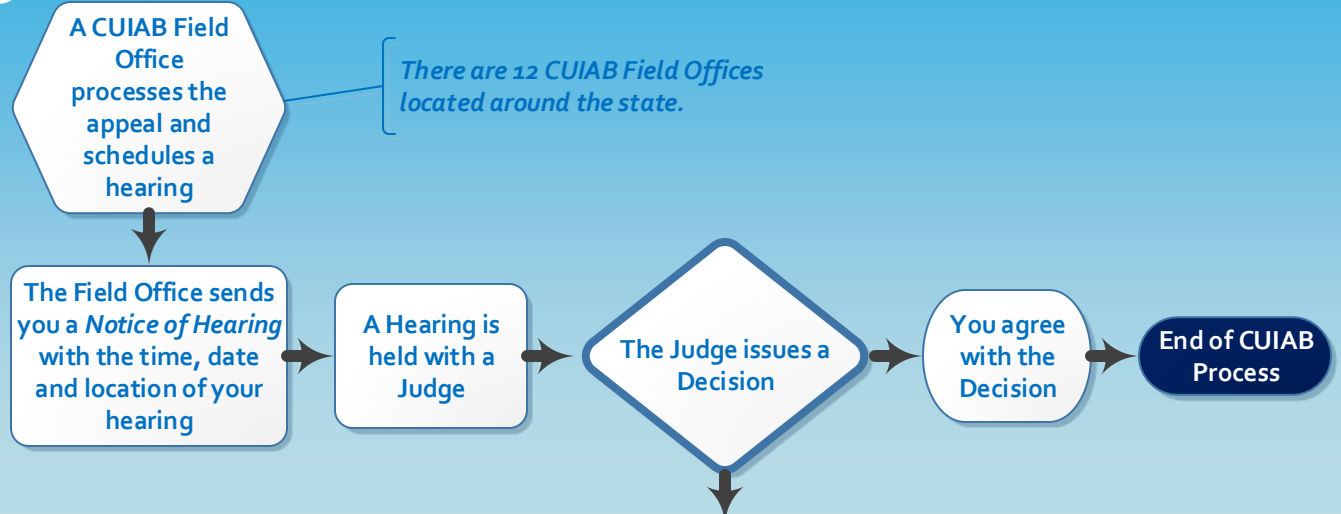 A CUIAB Field
Office
processes the
appeal and
schedules a
hearing
There are 12 CUIAB Field Offices
located around the state.
The Field Office sends
you a Notice of Hearing
with the time, date
and location of your
hearing
A Hearing is
held with a
Judge
The Judge issues a
Decision
You agree
with the
Decision
End of CUIAB
Process